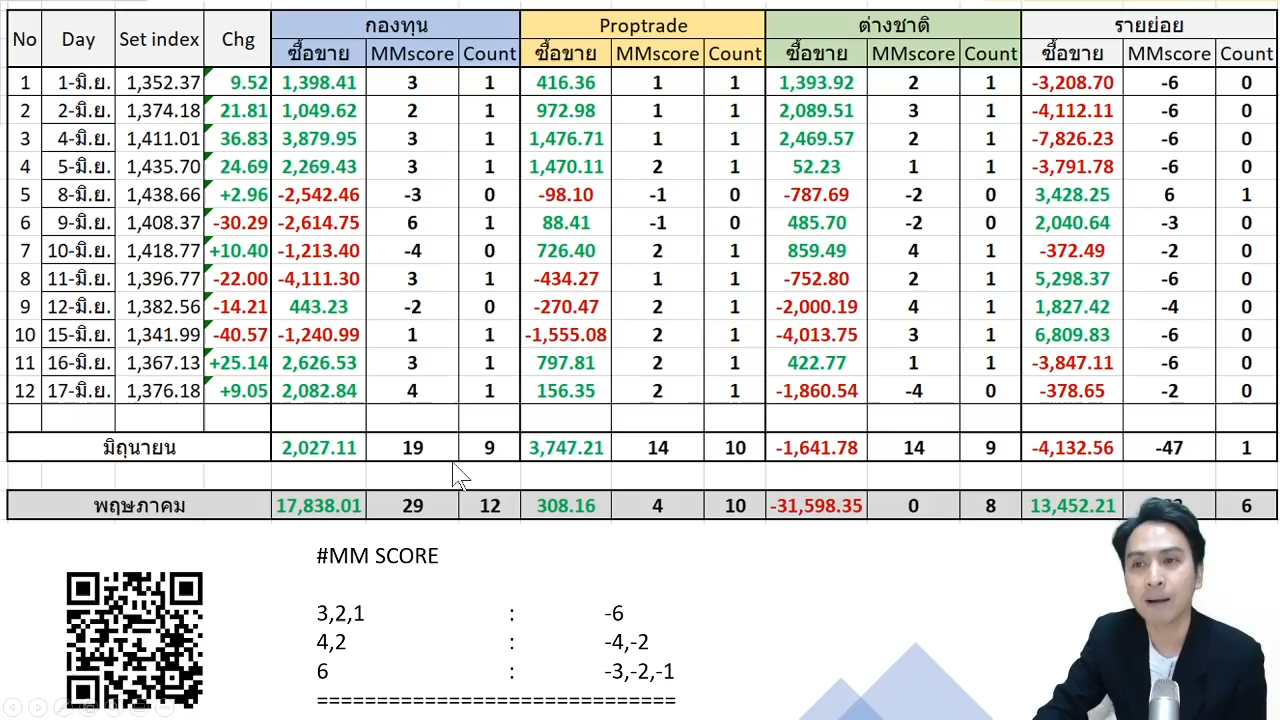 กองทุน Proptrade ต่างชาติ รายย่อย
No Day Set index Chg ซื้อขาย MMscore Count ซื้อขาย MMscore Count ซื้อขาย MMscore Count ซื้อขาย MMscore Count
1 1-มิ.ย. 1,352.37 9.52 1,398.41 3 1 416.36 1 1 1,393.92 2 1 -3,208.70 -6 0
2 2-มิ.ย. 1,374.18 21.81 1,049.62 2 1 972.98 1 1 2,089.51 3 1 -4,112.11 -6 0
3 4-มิ.ย. 1,411.01 36.83 3,879.95 3 1 1,476.71 1 1 2,469.57 2 1 -7,826.23 -6 0
4 5-มิ.ย. 1,435.70 24.69 2,269.43 3 1 1,470.11 2 1 52.23 1 1 -3,791.78 -6 0
5 8-มิ.ย. 1,438.66 +2.96 -2,542.46 -3 0 -98.10 -1 0 -787.69 -2 0 3,428.25 6 1
6 9-มิ.ย. 1,408.37 -30.29 -2,614.75 6 1 88.41 -1 0 485.70 -2 0 2,040.64 -3 0
7 10-มิ.ย. 1,418.77 +10.40 -1,213.40 -4 0 726.40 2 1 859.49 4 1 -372.49 -2 0
8 11-มิ.ย. 1,396.77 -22.00 -4,111.30 3 1 -434.27 1 1 -752.80 2 1 5,298.37 -6 0
9 12-มิ.ย. 1,382.56 -14.21 443.23 -2 0 -270.47 2 1 -2,000.19 4 1 1,827.42 -4 0
10 15-มิ.ย. 1,341.99 -40.57 -1,240.99 1 1 -1,555.08 2 1 -4,013.75 3 1 6,809.83 -6 0
11 16-มิ.ย. 1,367.13 +25.14 2,626.53 3 1 797.81 2 1 422.77 1 1 -3,847.11 -6 0
12 17-มิ.ย. 1,376.18 +9.05 2,082.84 4 1 156.35 2 1 -1,860.54 -4 0 -378.65 -2 0
มิถุนายน 2,027.11 19 9 3,747.21 14 10 -1,641.78 14 9 -4,132.56 -47 1
พฤษภาคม 17,838.01 29 12 308.16 4 10 -31,598.35 0 8 13,452.21 6
#MM SCORE
3,2,1 : -6
4,2 : -4,-2
6 : -3,-2,-1
==============================